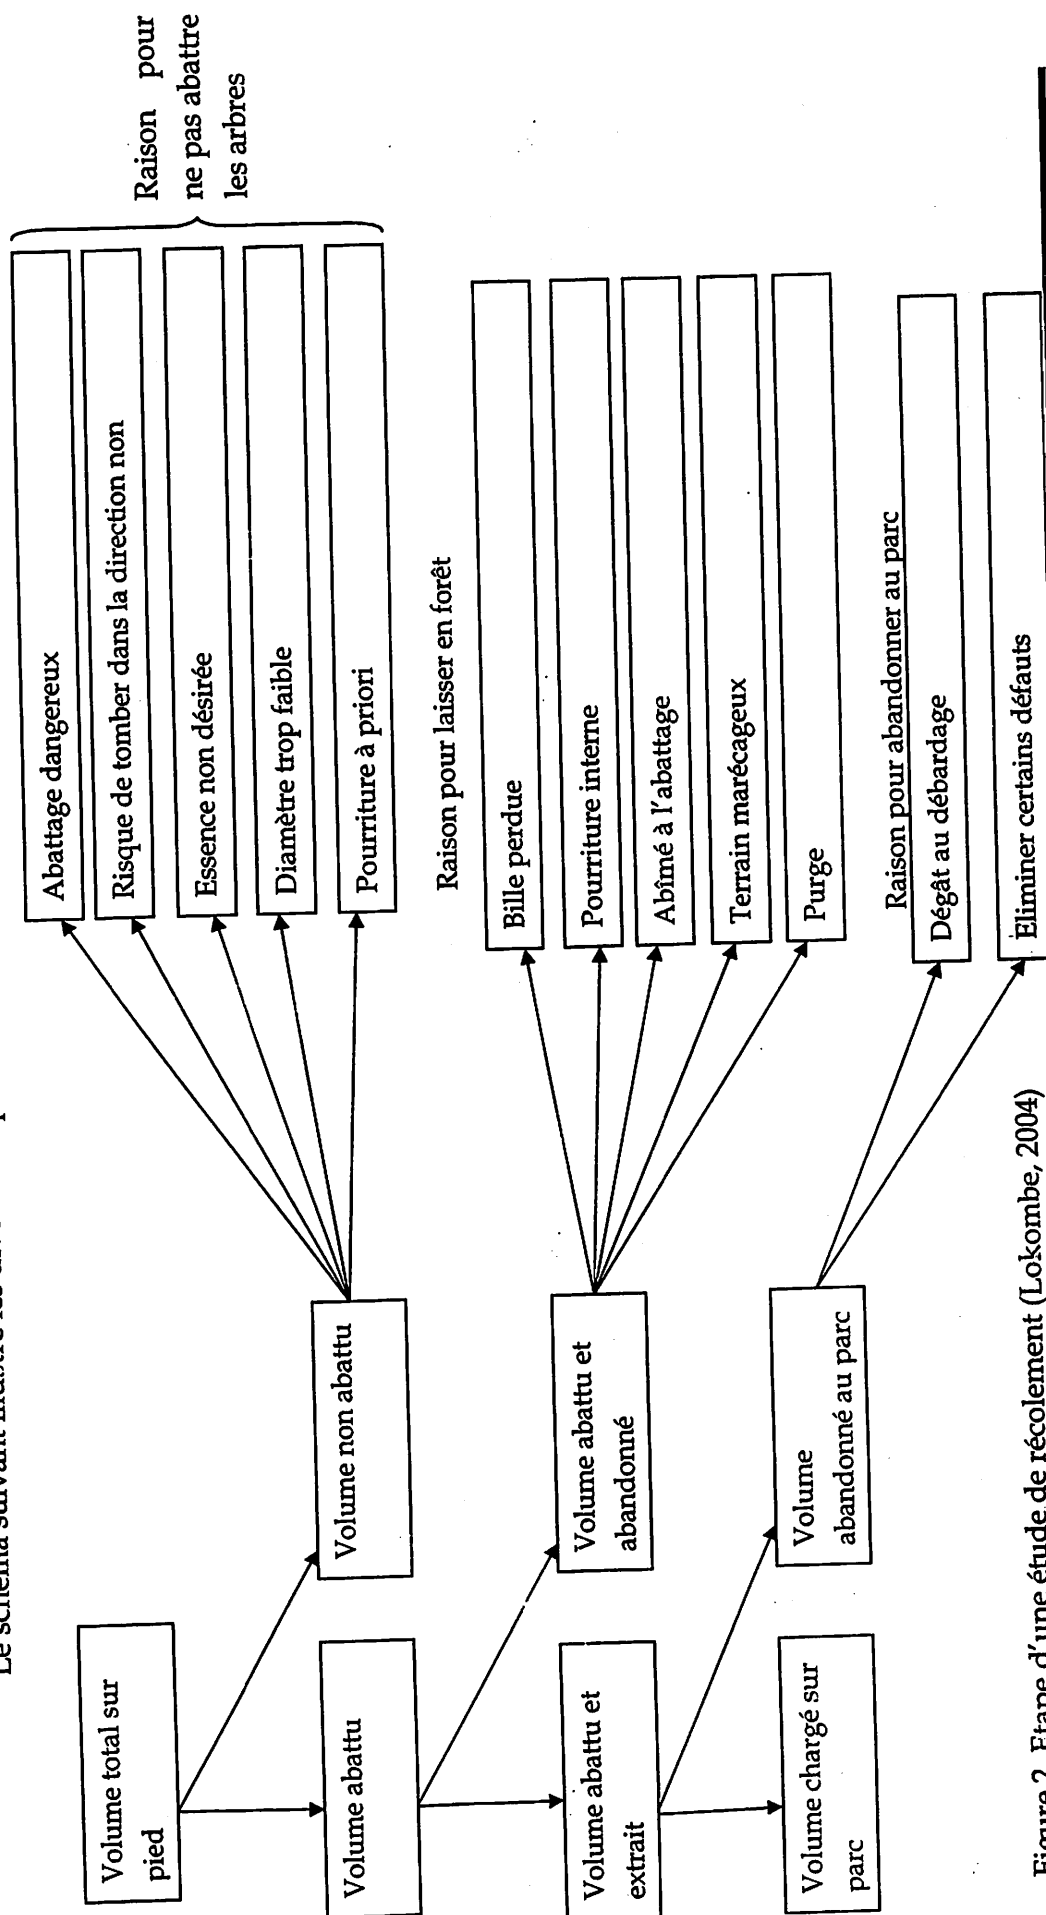 Le schéma suivant illustre les
Volume total sur
pied
Volume abattu
Volume abattu et
extrait
Volume chargé sur
parc
Volume non abattu
Volume abattu et
abandonné
Volume
abandonné au parc
Abattage dangereux
Risque de tomber dans la direction non
Essence non désirée
Diamètre trop faible
Pourriture à priori
Raison pour
ne pas abattre
les arbres
Raison pour laisser en forêt
Bille perdue
Pourriture interne
Abîmé à l'abattage
Terrain marécageux
Purge
Raison pour abandonner au parc
Dégât au débardage
Eliminer certains défauts
Figure 2. Etape d'une étude de récolement (Lokombe, 2004)